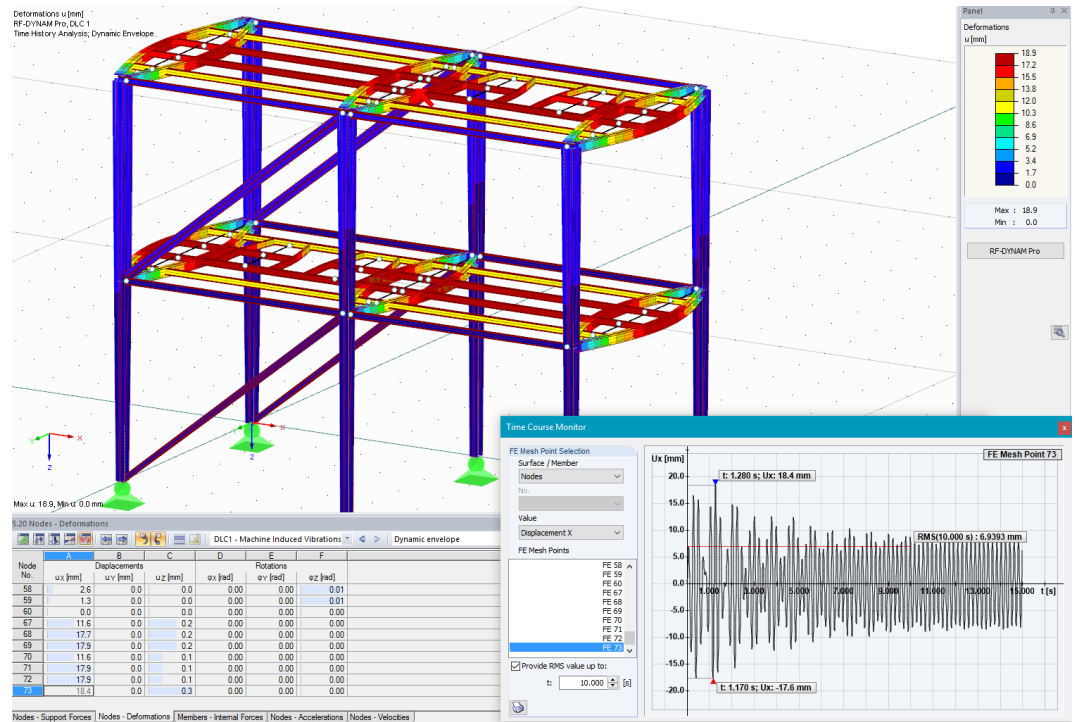 Deformations u [mm]
RF-DYNAM Pro, DLC 1
Time History Analysis; Dynamic Envelope
Max u: 18.9, Min u: 0.0 mm
X
Y
Z
X
Z
Panel
Deformations
u [mm]
18.9
17.2
15.5
13.8
12.0
10.3
8.6
6.9
5.2
3.4
1.7
0.0
Max : 18.9
Min : 0.0
RF-DYNAM Pro
5.20 Nodes - Deformations
DLC1 - Machine Induced Vibrations Dynamic envelope
A B C D E F
Node Displacements Rotations
No. u X [mm] u Y [mm] u Z [mm] φX [rad] φY [rad] φZ [rad]
58 2.6 0.0 0.0 0.00 0.00 0.01
59 1.3 0.0 0.0 0.00 0.00 0.01
60 0.0 0.0 0.0 0.00 0.00 0.00
67 11.6 0.0 0.2 0.00 0.00 0.00
68 17.7 0.0 0.2 0.00 0.00 0.00
69 17.9 0.0 0.2 0.00 0.00 0.00
70 11.6 0.0 0.1 0.00 0.00 0.00
71 17.9 0.0 0.1 0.00 0.00 0.00
72 17.9 0.0 0.1 0.00 0.00 0.00
73 18.4 0.0 0.3 0.00 0.00 0.00
Nodes - Support Forces Nodes - Deformations Members - Internal Forces Nodes - Accelerations Nodes - Velocities
Time Course Monitor
FE Mesh Point Selection
Surface / Member
Nodes
No.
Value
Displacement X
FE Mesh Points
FE 58
FE 59
FE 60
FE 67
FE 68
FE 69
FE 70
FE 71
FE 72
FE 73
Provide RMS value up to:
t: 10.000 [s]
Ux [mm]
FE Mesh Point 73
t: 1.280 s; Ux: 18.4 mm
RMS(10.000 s) : 6.9393 mm
20.0
15.0
10.0
5.0
0.0
-5.0
-10.0
-15.0
-20.0
1.000 3.000 5.000 7.000 9.000 11.000 13.000 15.000 t [s]
t: 1.170 s; Ux: -17.6 mm